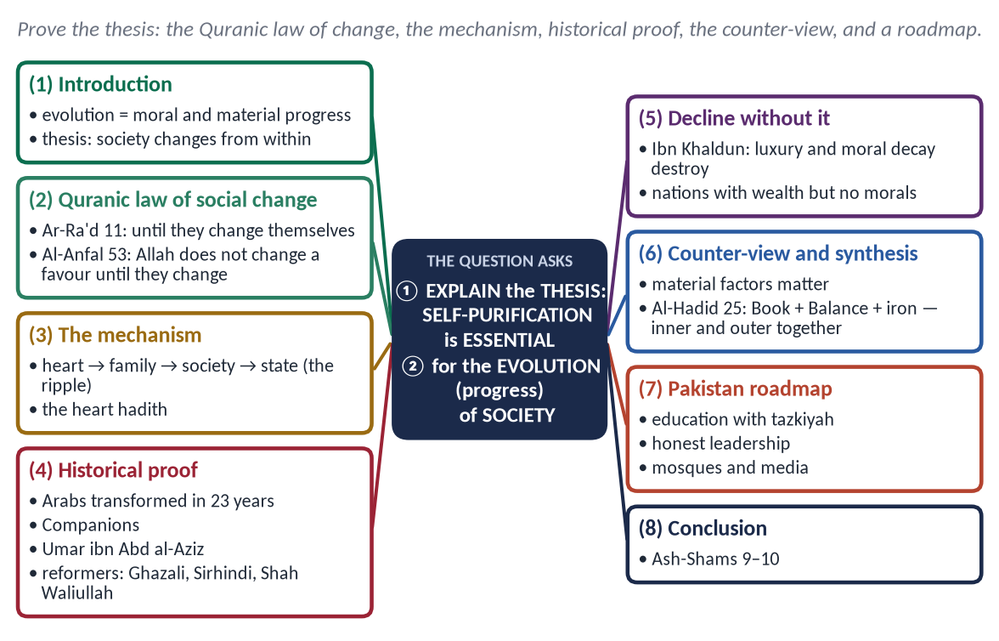 Prove the thesis: the Quranic law of change, the mechanism, historical proof, the counter-view, and a roadmap.
(1) Introduction
• evolution = moral and material progress
• thesis: society changes from within
(2) Quranic law of social change
• Ar-Ra'd 11: until they change themselves
• Al-Anfal 53: Allah does not change a
favour until they change
(3) The mechanism
• heart → family → society → state (the
ripple)
• the heart hadith
(4) Historical proof
• Arabs transformed in 23 years
• Companions
• Umar ibn Abd al-Aziz
• reformers: Ghazali, Sirhindi, Shah
Waliullah
THE QUESTION ASKS
① EXPLAIN the THESIS:
SELF-PURIFICATION
is ESSENTIAL
② for the EVOLUTION
(progress)
of SOCIETY
(5) Decline without it
• Ibn Khaldun: luxury and moral decay
destroy
• nations with wealth but no morals
(6) Counter-view and synthesis
• material factors matter
• Al-Hadid 25: Book + Balance + iron —
inner and outer together
(7) Pakistan roadmap
• education with tazkiyah
• honest leadership
• mosques and media
(8) Conclusion
• Ash-Shams 9–10